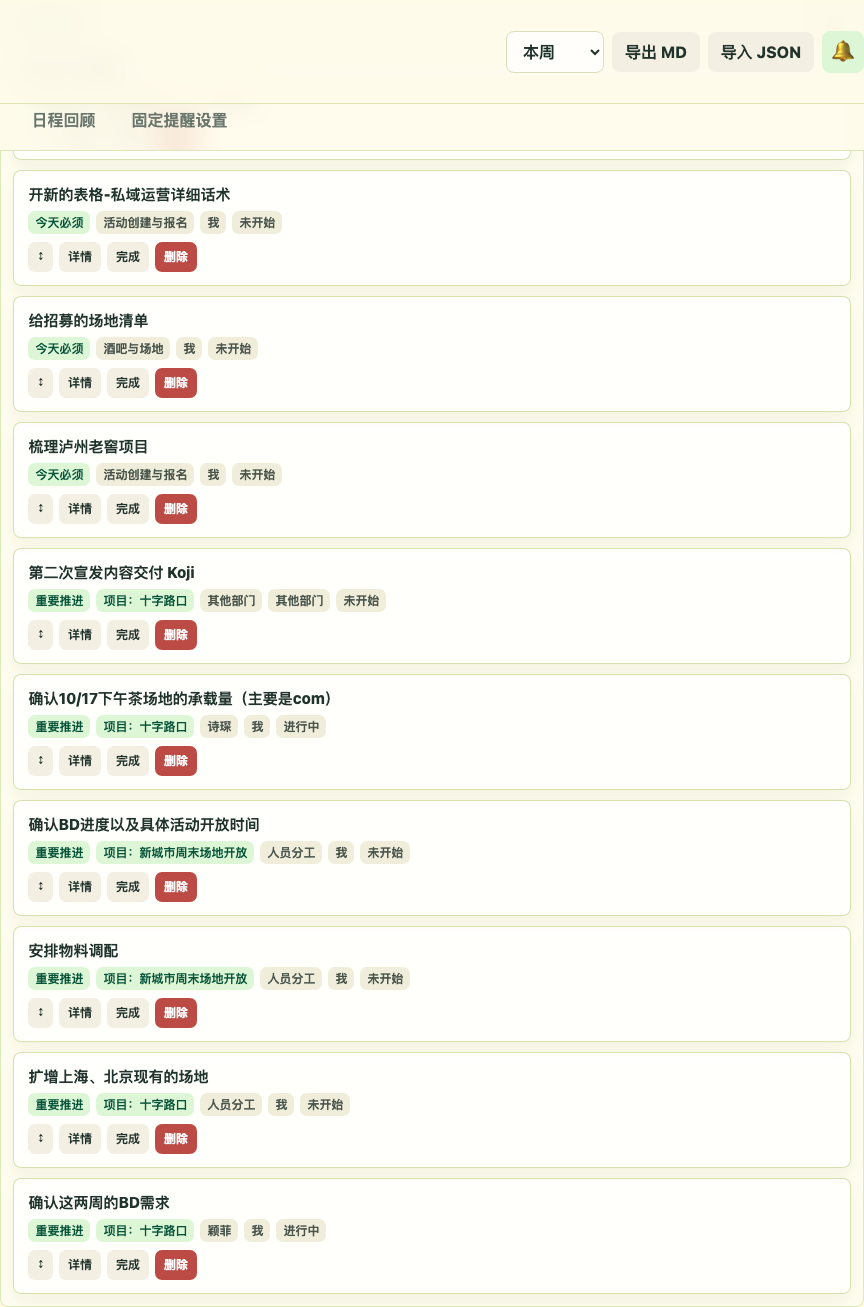 本周 导出 MD 导入 JSON
日程回顾 固定提醒设置
开新的表格-私域运营详细话术
今天必须 活动创建与报名 我 未开始
↕ 详情 完成 删除
给招募的场地清单
今天必须 酒吧与场地 我 未开始
↕ 详情 完成 删除
梳理泸州老窖项目
今天必须 活动创建与报名 我 未开始
↕ 详情 完成 删除
第二次宣发内容交付 Koji
重要推进 项目：十字路口 其他部门 其他部门 未开始
↕ 详情 完成 删除
确认10/17下午茶场地的承载量（主要是com）
重要推进 项目：十字路口 诗琛 我 进行中
↕ 详情 完成 删除
确认BD进度以及具体活动开放时间
重要推进 项目：新城市周末场地开放 人员分工 我 未开始
↕ 详情 完成 删除
安排物料调配
重要推进 项目：新城市周末场地开放 人员分工 我 未开始
↕ 详情 完成 删除
扩增上海、北京现有的场地
重要推进 项目：十字路口 人员分工 我 未开始
↕ 详情 完成 删除
确认这两周的BD需求
重要推进 项目：十字路口 颖菲 我 进行中
↕ 详情 完成 删除